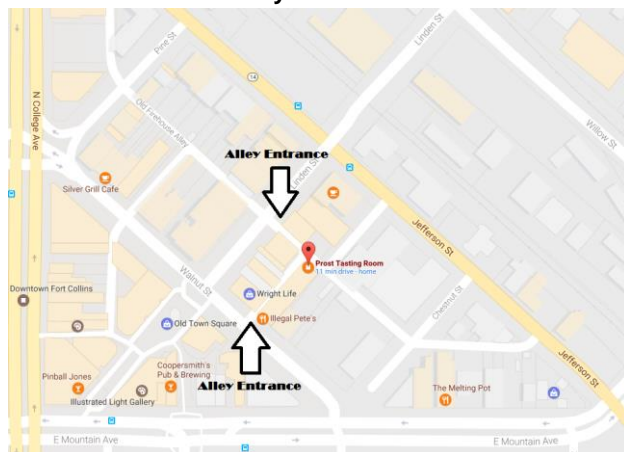 Pine St
14
Linden St
N College Ave
Old Firehouse Alley
Willow St
Alley Entrance
Linden St
Silver Grill Cafe
Jefferson St
Prost Tasting Room
11 min drive - home
Walnut St
Downtown Fort Collins
Wright Life
Chestnut St
Old Town Square
Illegal Pete's
Jefferson St
Pinball Jones
Coopersmith's
Pub & Brewing
Alley Entrance
The Melting Pot
Illustrated Light Gallery
E Mountain Ave
E Mountain Ave